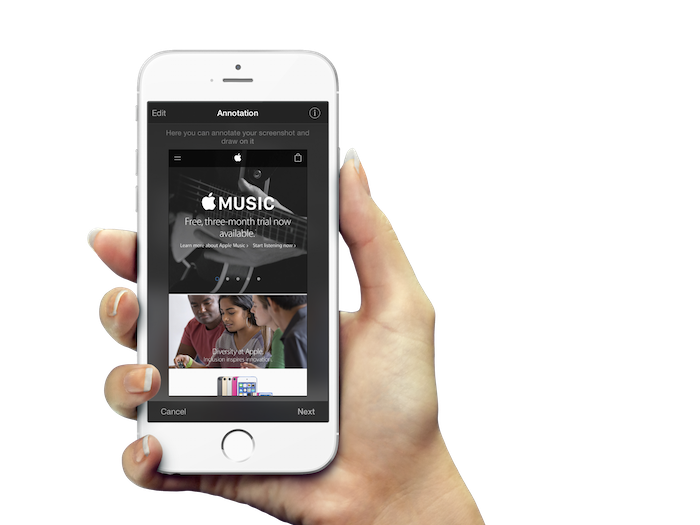 Edit Annotation i
Here you can annotate your screenshot and
draw on it
MUSIC
Free, three-month trial now
available.
Learn more about Apple Music › Start listening now ›
Diversity at Apple.
Inclusion inspires innovation.
Cancel Next